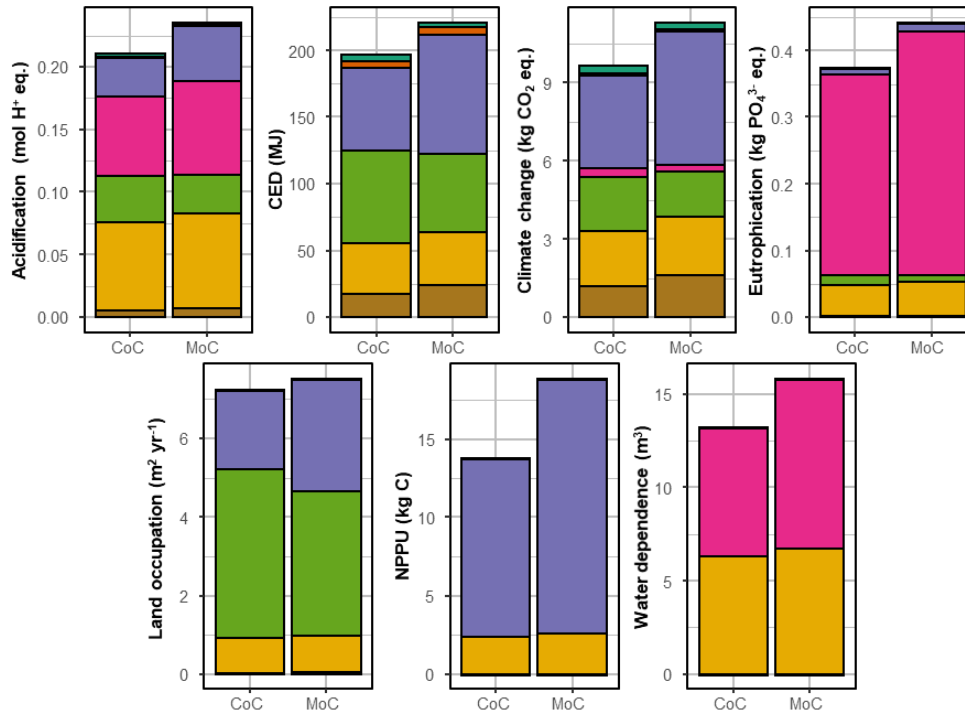 Acidification (mol H⁺ eq.)
0.20
0.15
0.10
0.05
0.00
CoC MoC
CED (MJ)
200
150
100
50
0
CoC MoC
Climate change (kg CO₂ eq.)
9
6
3
0
CoC MoC
Eutrophication (kg PO₄³⁻ eq.)
0.4
0.3
0.2
0.1
0.0
CoC MoC
Land occupation (m² yr⁻¹)
6
4
2
0
CoC MoC
NPPU (kg C)
15
10
5
0
CoC MoC
Water dependence (m³)
15
10
5
0
CoC MoC